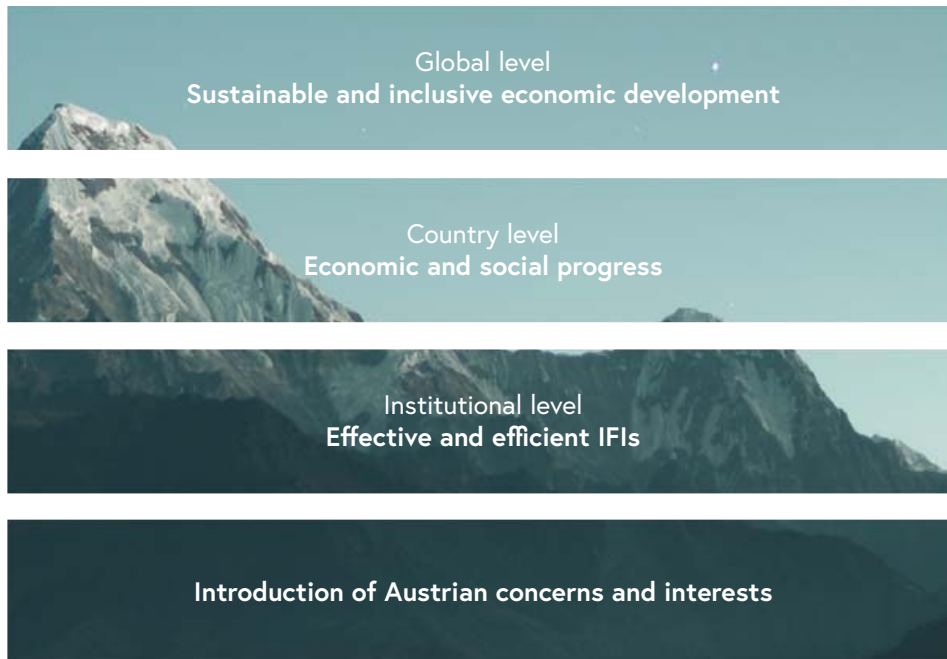 Global level
Sustainable and inclusive economic development
Country level
Economic and social progress
Institutional level
Effective and efficient IFIs
Introduction of Austrian concerns and interests